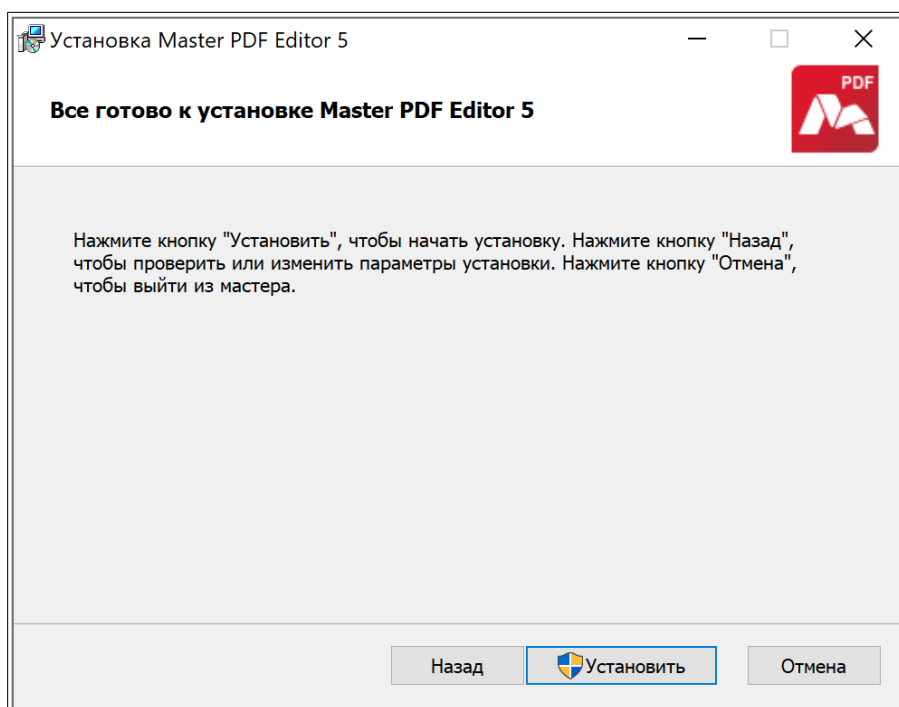 Установка Master PDF Editor 5
PDF
Все готово к установке Master PDF Editor 5
Нажмите кнопку "Установить", чтобы начать установку. Нажмите кнопку "Назад",
чтобы проверить или изменить параметры установки. Нажмите кнопку "Отмена",
чтобы выйти из мастера.
Назад
Установить
Отмена